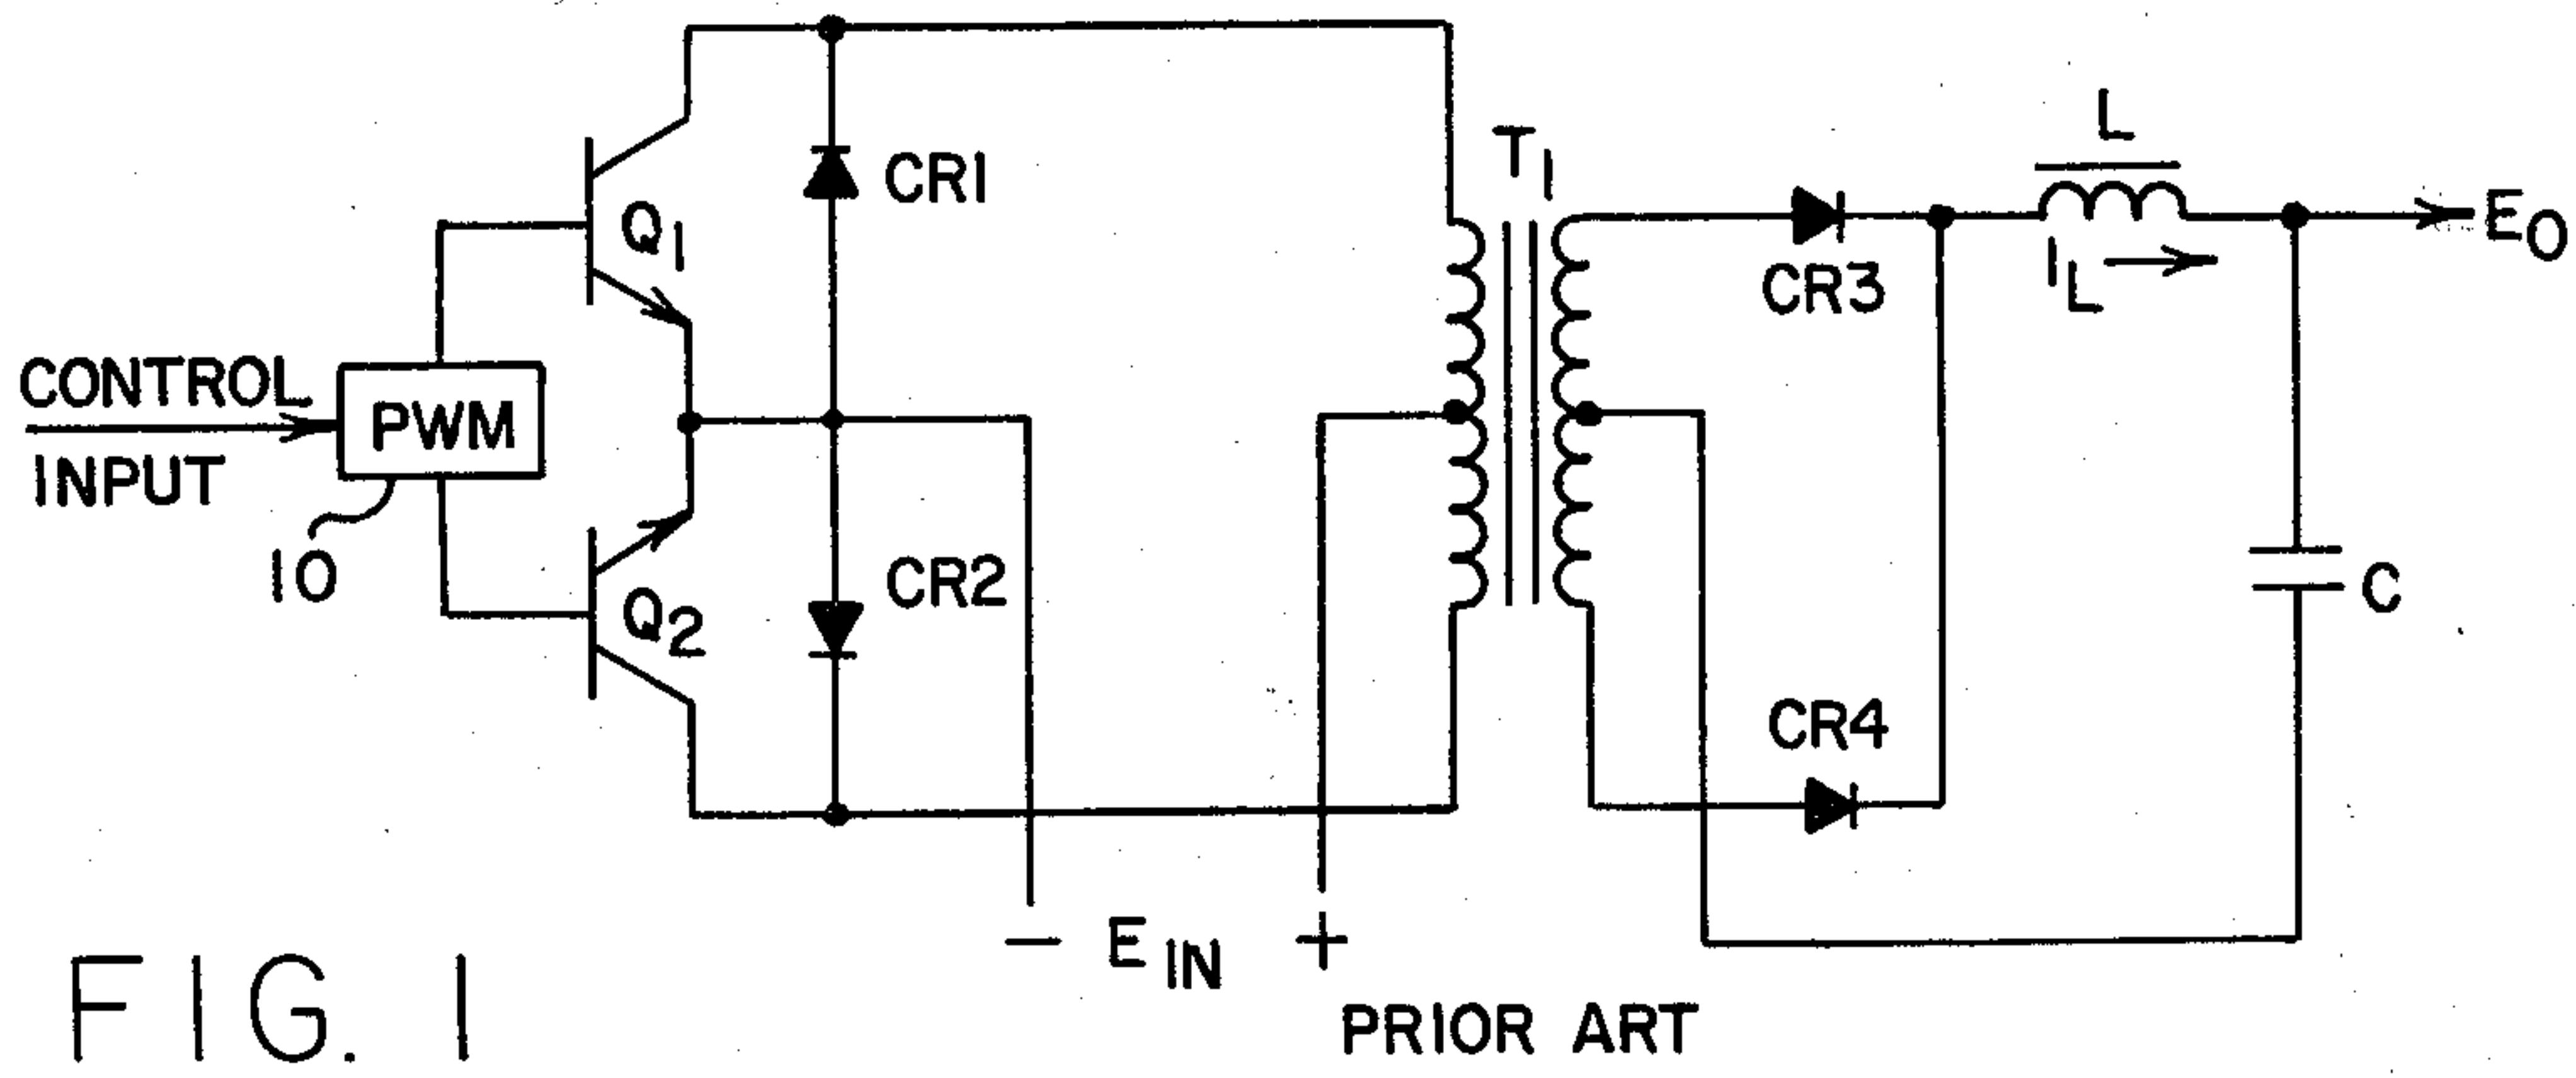 CR1
Q1
T1
L
IL
EO
CR3
CONTROL
INPUT
PWM
10
Q2
CR2
C
CR4
- EIN +
PRIOR ART
FIG. 1